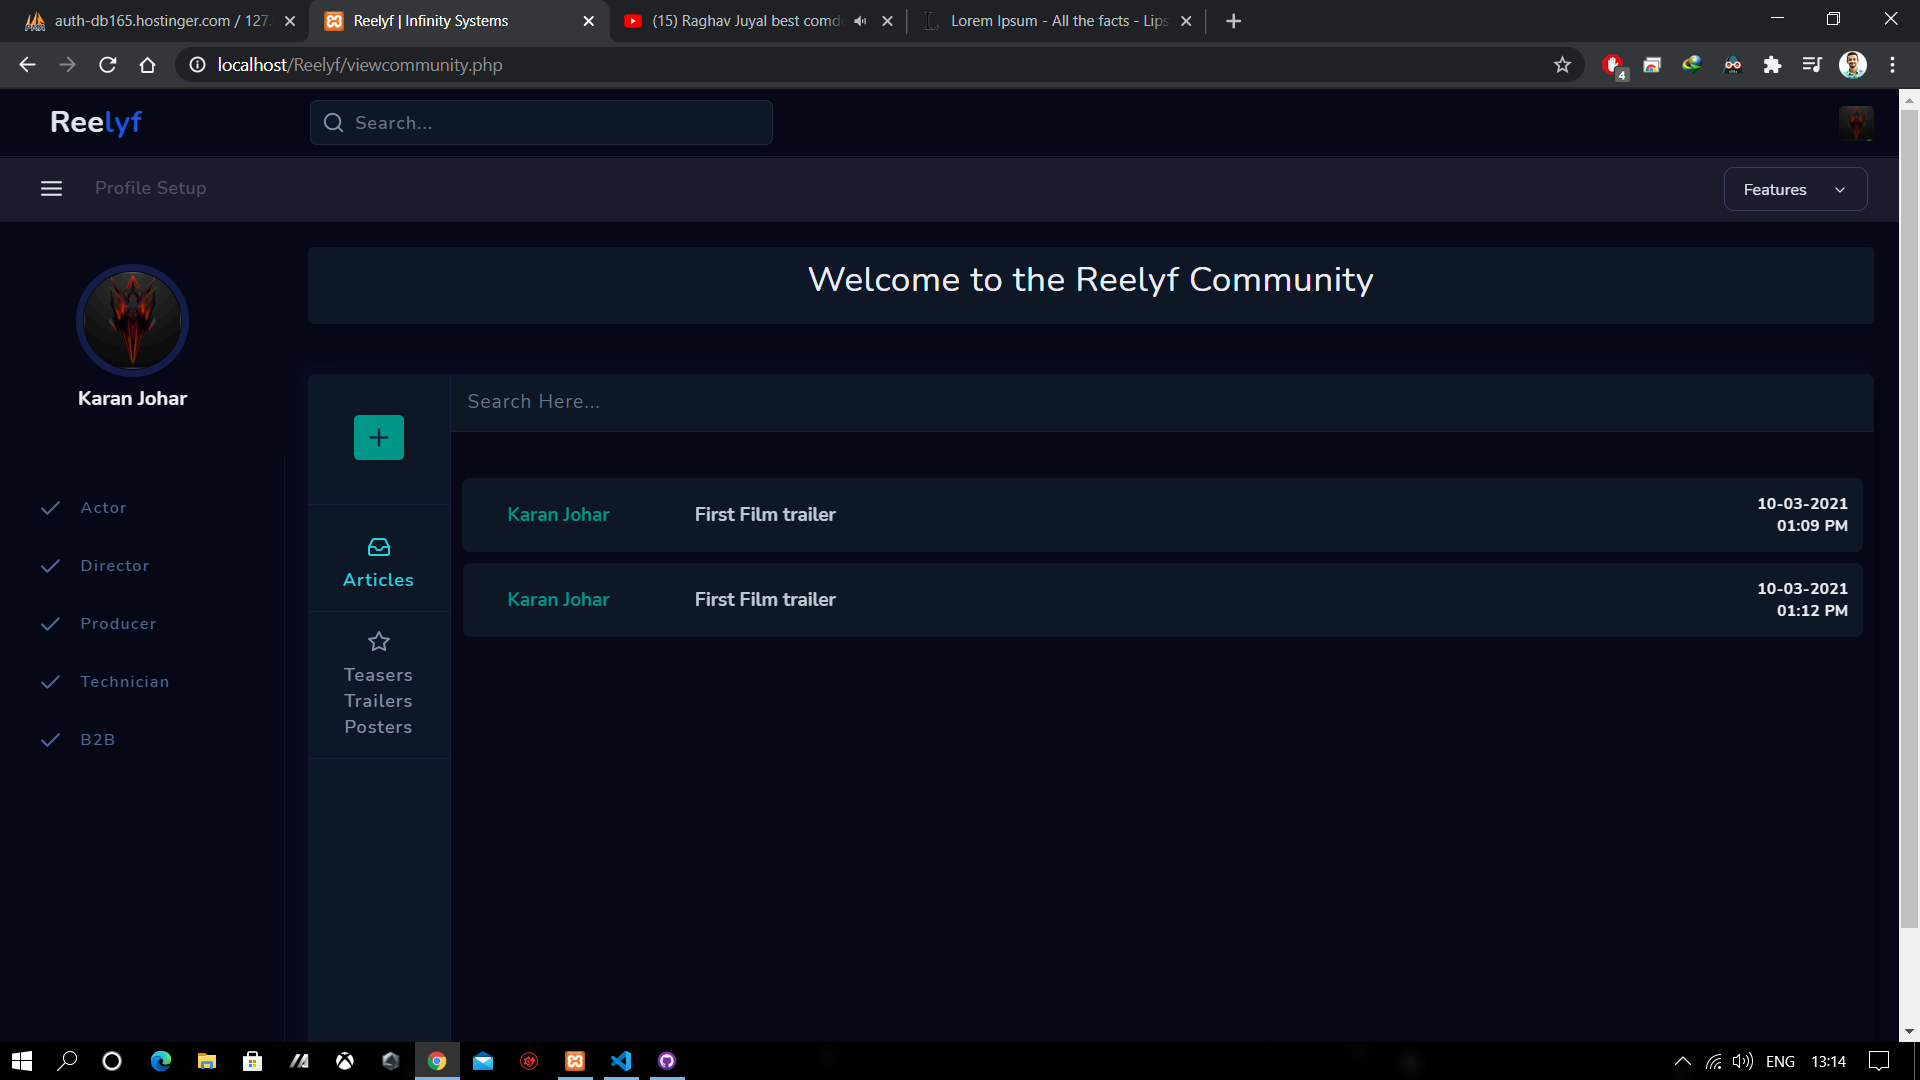 auth-db165.hostinger.com / 127.
Reelyf | Infinity Systems
(15) Raghav Juyal best comd
Lorem Ipsum - All the facts - Lips
localhost/Reelyf/viewcommunity.php
4
Reelyf
Search...
Profile Setup
Features
Karan Johar
Actor
Director
Producer
Technician
B2B
Welcome to the Reelyf Community
Search Here...
Articles
Teasers
Trailers
Posters
Karan Johar First Film trailer 10-03-2021
01:09 PM
Karan Johar First Film trailer 10-03-2021
01:12 PM
ENG 13:14